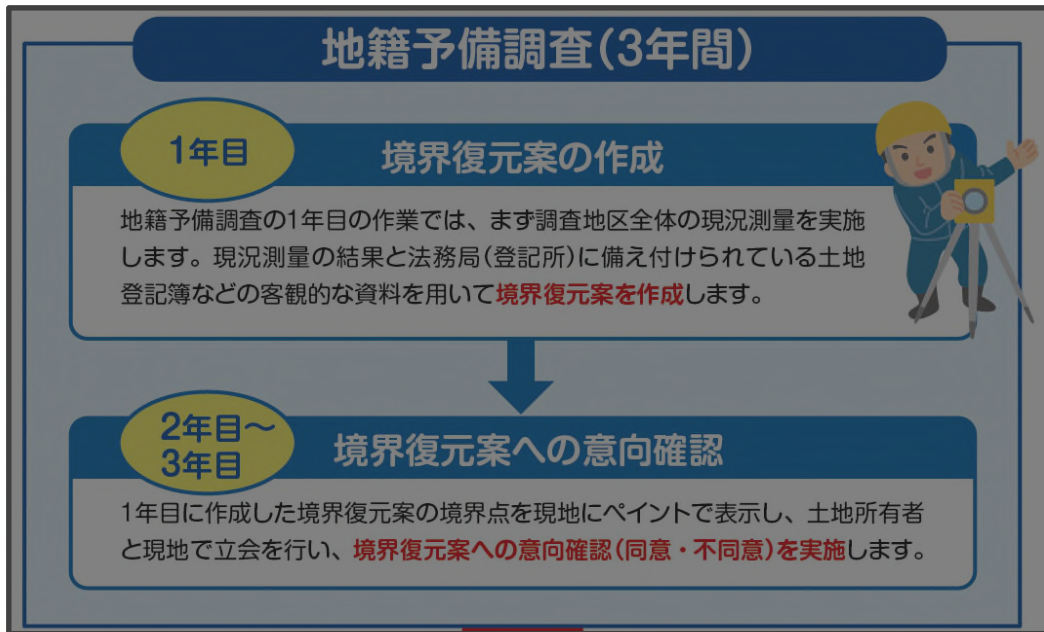 地籍予備調査(3年間)
1年目
境界復元案の作成
地籍予備調査の1年目の作業では、まず調査地区全体の現況測量を実施
します。現況測量の結果と法務局(登記所)に備え付けられている土地
登記簿などの客観的な資料を用いて境界復元案を作成します。
2年目〜
3年目
境界復元案への意向確認
1年目に作成した境界復元案の境界点を現地にペイントで表示し、土地所有者
と現地で立会を行い、境界復元案への意向確認(同意・不同意)を実施します。